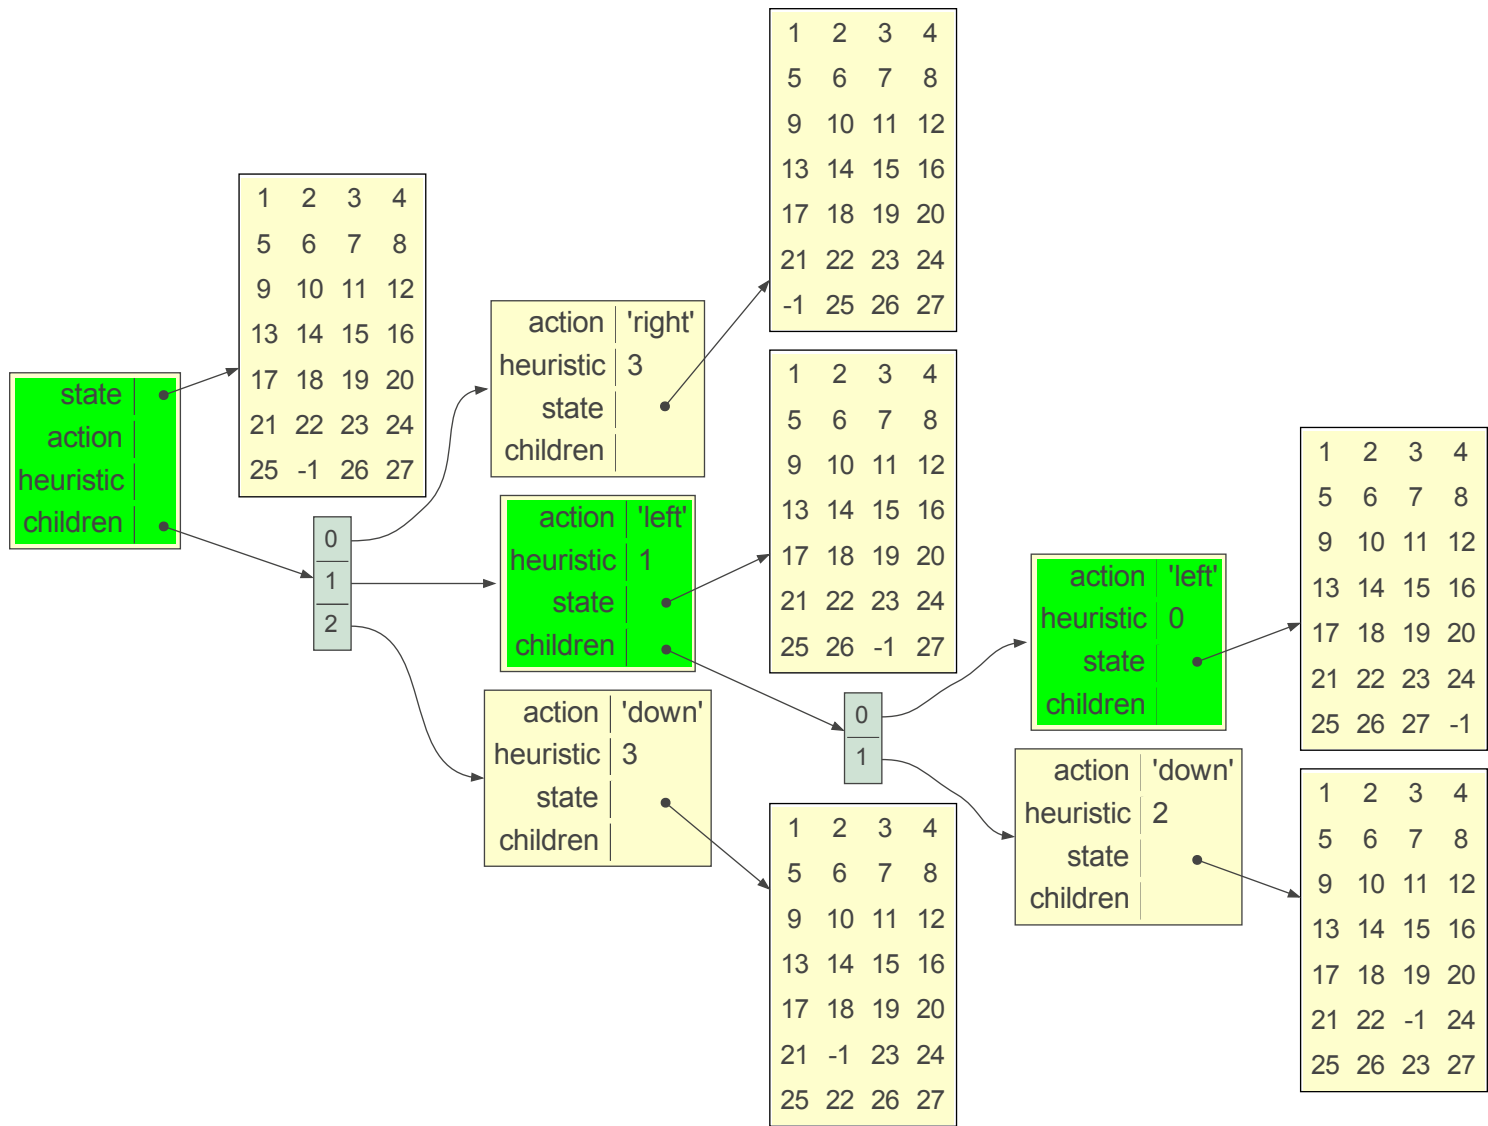 state
action
heuristic
children
1 2 3 4
5 6 7 8
9 10 11 12
13 14 15 16
17 18 19 20
21 22 23 24
25 -1 26 27
0
1
2
action 'right'
heuristic 3
state
children
1 2 3 4
5 6 7 8
9 10 11 12
13 14 15 16
17 18 19 20
21 22 23 24
-1 25 26 27
action 'left'
heuristic 1
state
children
1 2 3 4
5 6 7 8
9 10 11 12
13 14 15 16
17 18 19 20
21 22 23 24
25 26 -1 27
action 'down'
heuristic 3
state
children
1 2 3 4
5 6 7 8
9 10 11 12
13 14 15 16
17 18 19 20
21 -1 23 24
25 22 26 27
0
1
action 'left'
heuristic 0
state
children
1 2 3 4
5 6 7 8
9 10 11 12
13 14 15 16
17 18 19 20
21 22 23 24
25 26 27 -1
action 'down'
heuristic 2
state
children
1 2 3 4
5 6 7 8
9 10 11 12
13 14 15 16
17 18 19 20
21 22 -1 24
25 26 23 27